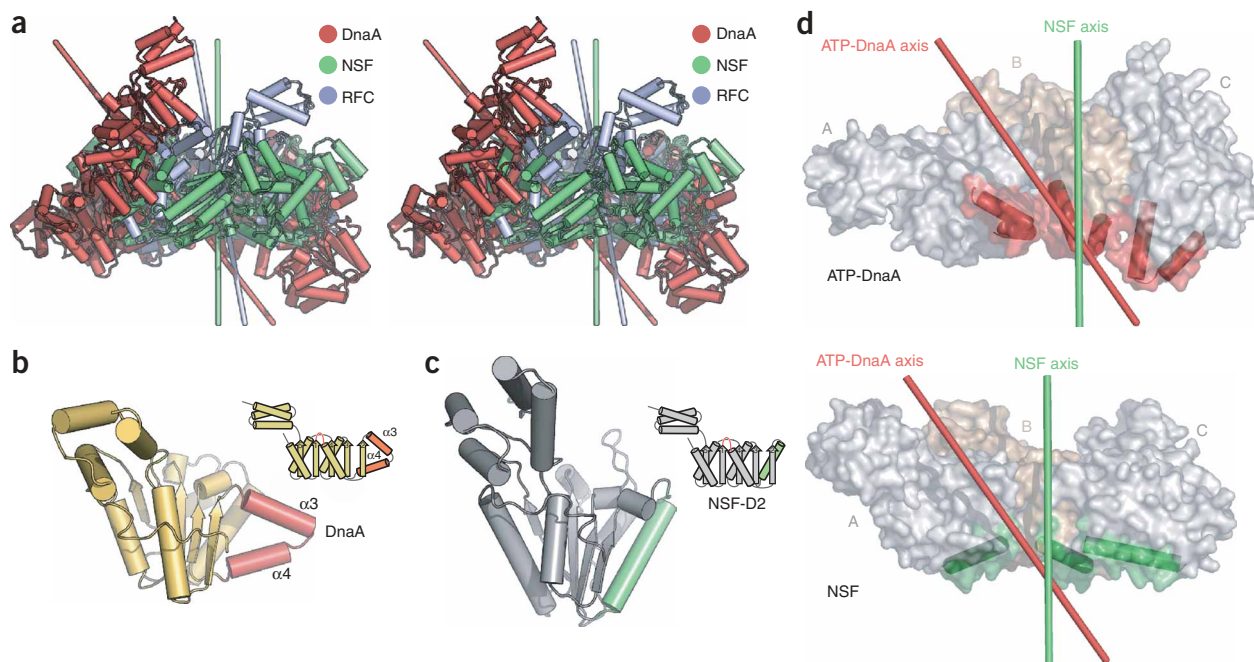 a
DnaA
NSF
RFC
DnaA
NSF
RFC
b
α3
α4
DnaA
α3
α4
c
NSF-D2
d
NSF axis
ATP-DnaA axis
B
C
A
ATP-DnaA
ATP-DnaA axis
NSF axis
B
C
A
NSF